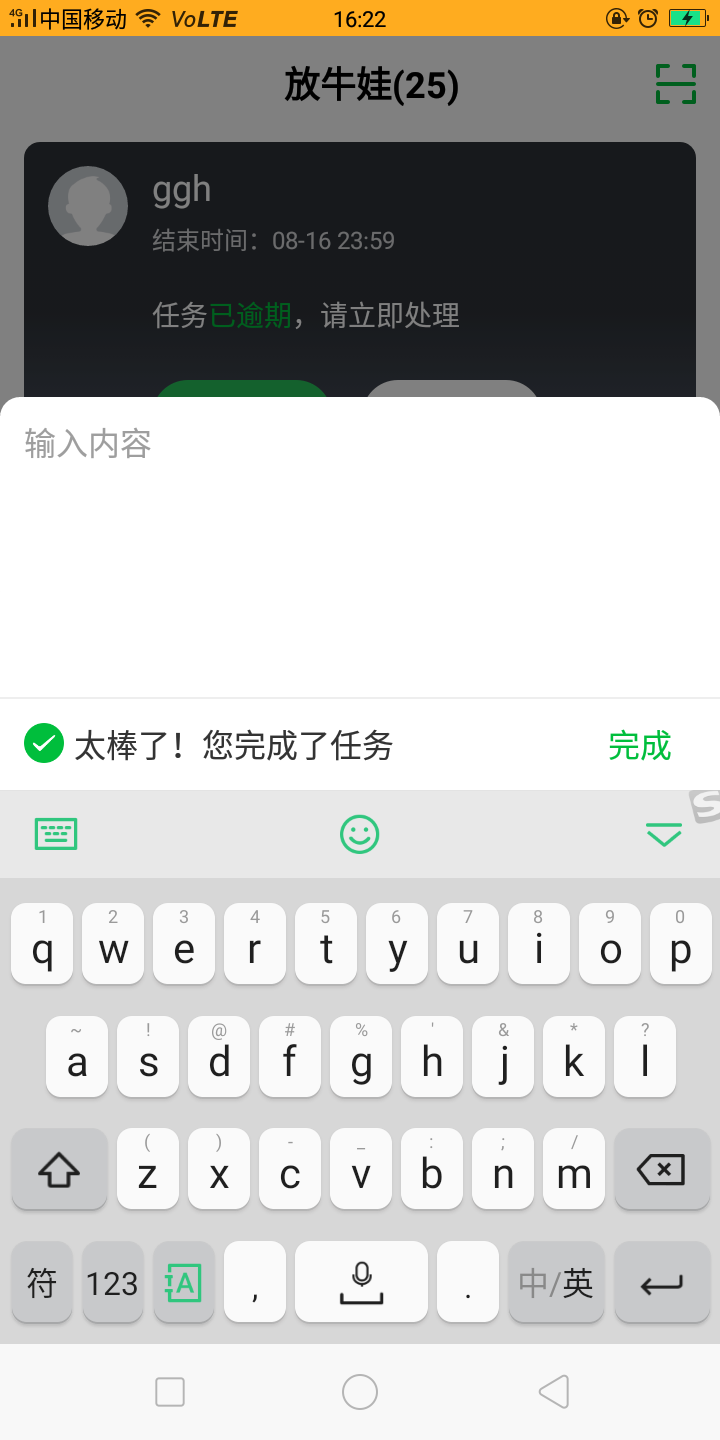 4G 中国移动 VoLTE 16:22
放牛娃(25)
ggh
结束时间：08-16 23:59
任务已逾期，请立即处理
输入内容
太棒了！您完成了任务 完成
S
1 2 3 4 5 6 7 8 9 0
q w e r t y u i o p
~ ! @ # % ' & * ?
a s d f g h j k l
( ) - _ : ; /
z x c v b n m
符 123 A , . 中/英